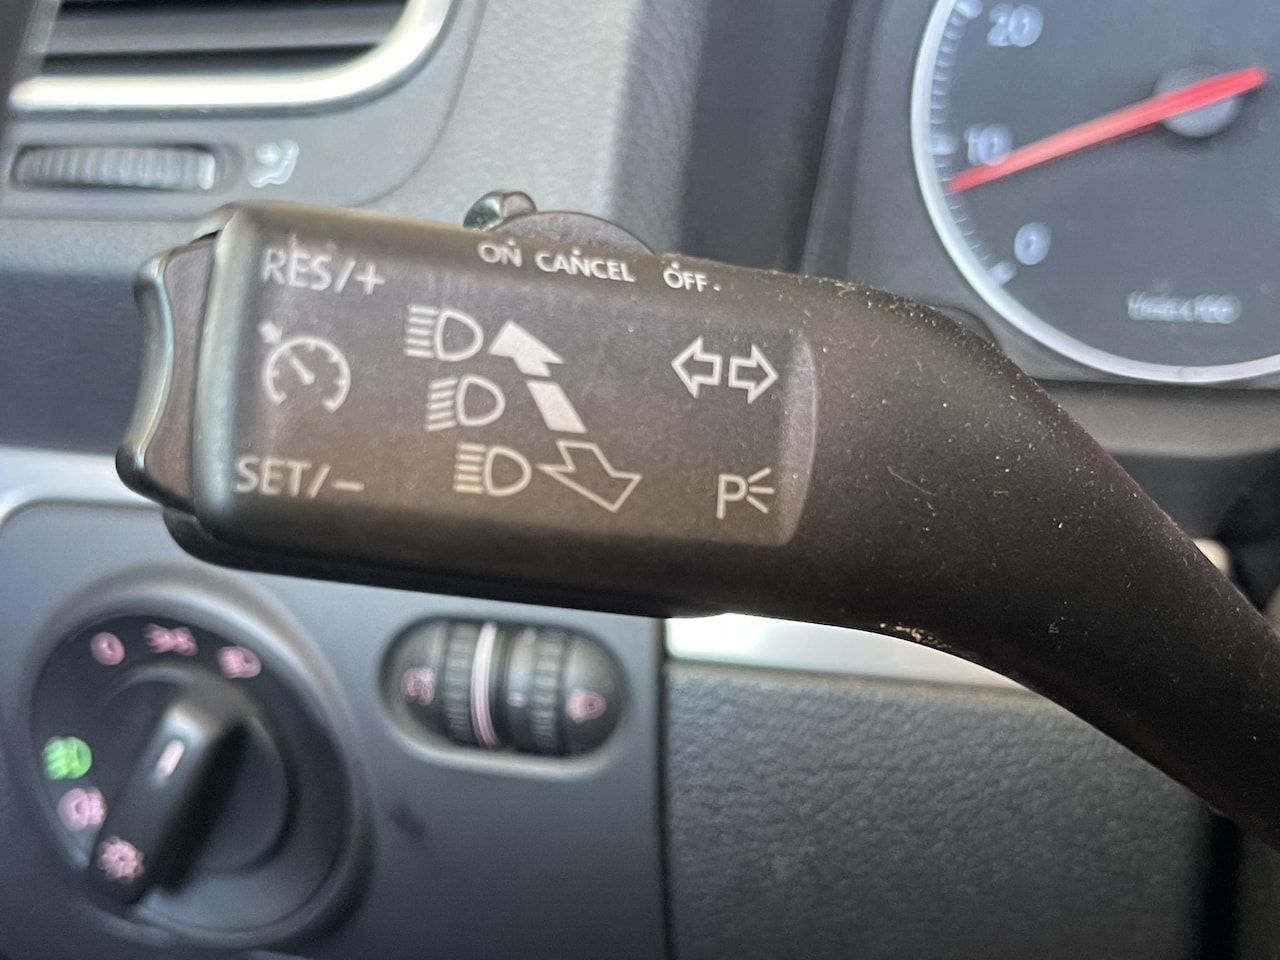 20
10
0
RES/+
ON CANCEL OFF
SET/-
P